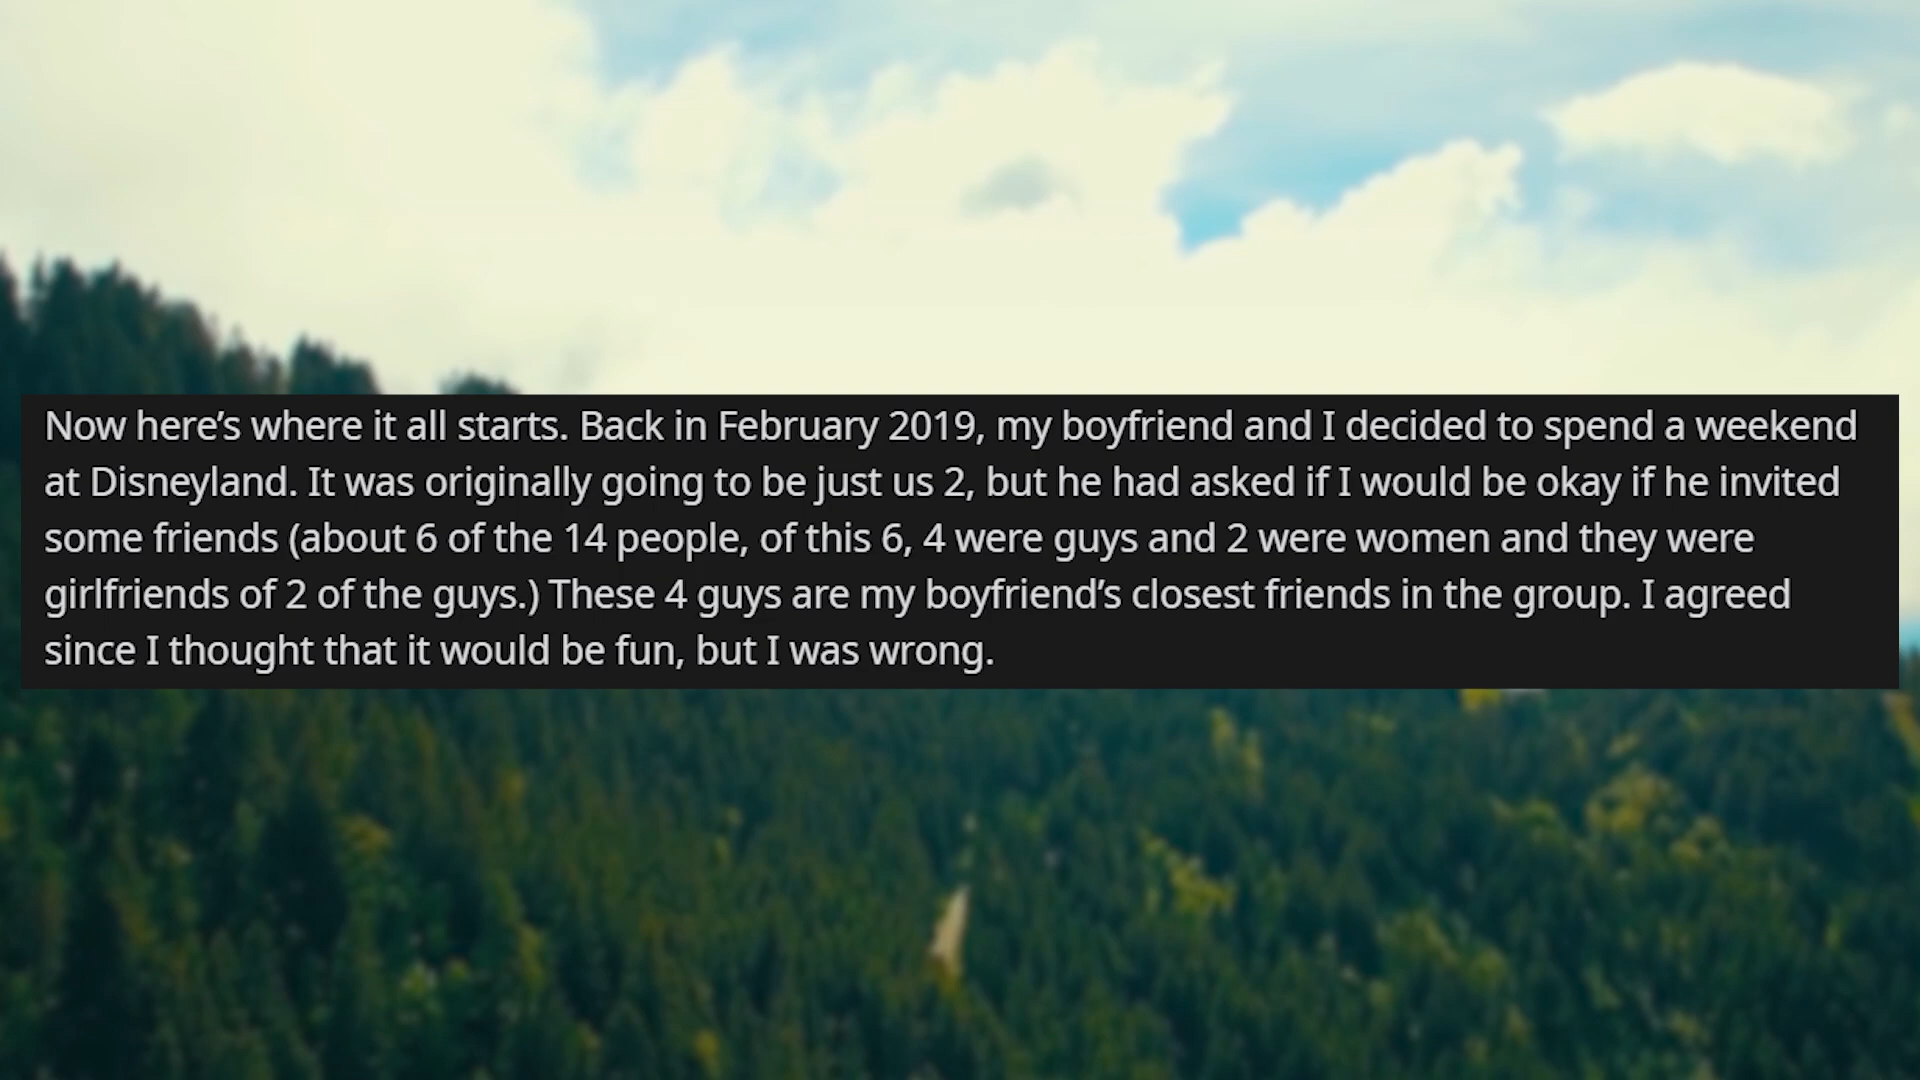 Now here’s where it all starts. Back in February 2019, my boyfriend and I decided to spend a weekend
at Disneyland. It was originally going to be just us 2, but he had asked if I would be okay if he invited
some friends (about 6 of the 14 people, of this 6, 4 were guys and 2 were women and they were
girlfriends of 2 of the guys.) These 4 guys are my boyfriend’s closest friends in the group. I agreed
since I thought that it would be fun, but I was wrong.